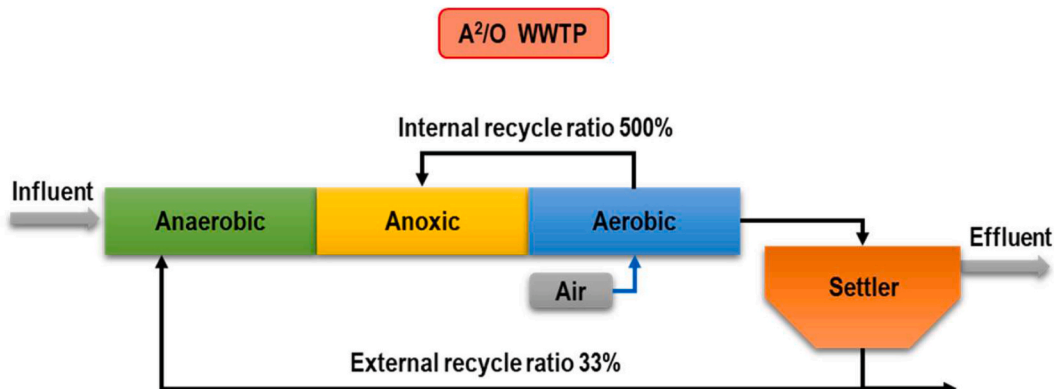 A²/O WWTP
Internal recycle ratio 500%
Influent
Anaerobic
Anoxic
Aerobic
Effluent
Air
Settler
External recycle ratio 33%